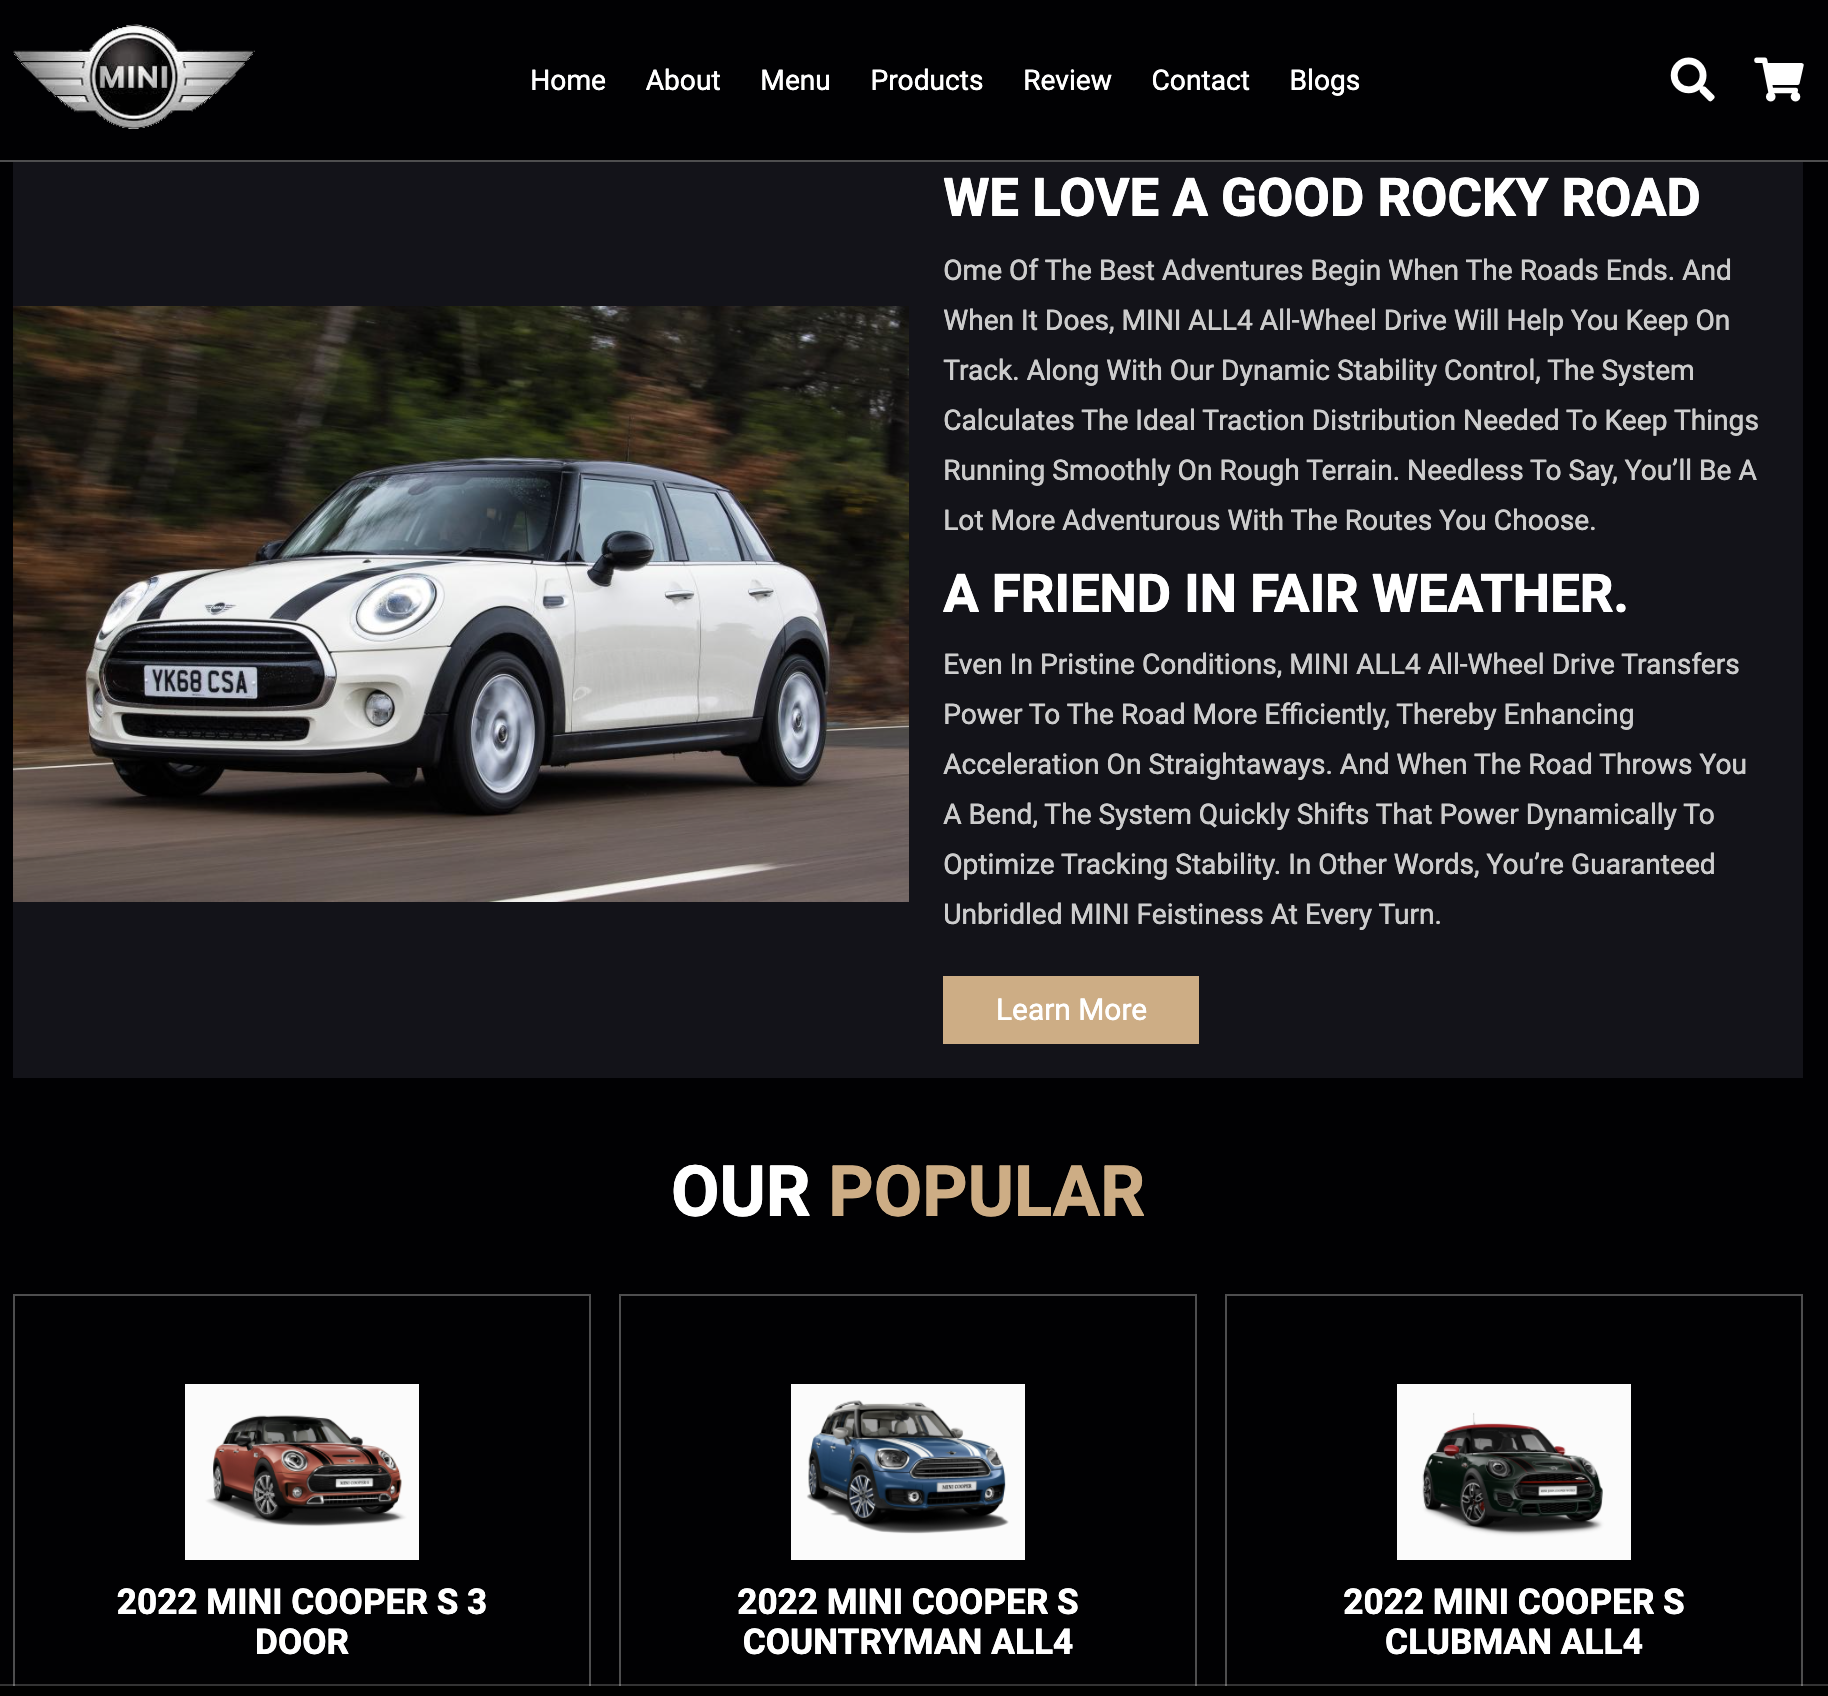 MINI
Home About Menu Products Review Contact Blogs
WE LOVE A GOOD ROCKY ROAD
Ome Of The Best Adventures Begin When The Roads Ends. And
When It Does, MINI ALL4 All-Wheel Drive Will Help You Keep On
Track. Along With Our Dynamic Stability Control, The System
Calculates The Ideal Traction Distribution Needed To Keep Things
Running Smoothly On Rough Terrain. Needless To Say, You’ll Be A
Lot More Adventurous With The Routes You Choose.
YK68 CSA
A FRIEND IN FAIR WEATHER.
Even In Pristine Conditions, MINI ALL4 All-Wheel Drive Transfers
Power To The Road More Efficiently, Thereby Enhancing
Acceleration On Straightaways. And When The Road Throws You
A Bend, The System Quickly Shifts That Power Dynamically To
Optimize Tracking Stability. In Other Words, You’re Guaranteed
Unbridled MINI Feistiness At Every Turn.
Learn More
OUR POPULAR
MINI COOPER S
2022 MINI COOPER S 3
DOOR
MINI COOPER
2022 MINI COOPER S
COUNTRYMAN ALL4
2022 MINI COOPER S
CLUBMAN ALL4